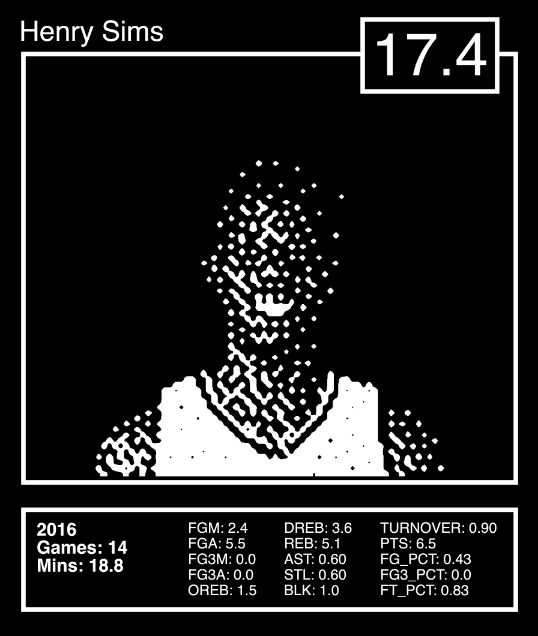 Henry Sims
17.4
2016
Games: 14
Mins: 18.8
FGM: 2.4
FGA: 5.5
FG3M: 0.0
FG3A: 0.0
OREB: 1.5
DREB: 3.6
REB: 5.1
AST: 0.60
STL: 0.60
BLK: 1.0
TURNOVER: 0.90
PTS: 6.5
FG_PCT: 0.43
FG3_PCT: 0.0
FT_PCT: 0.83